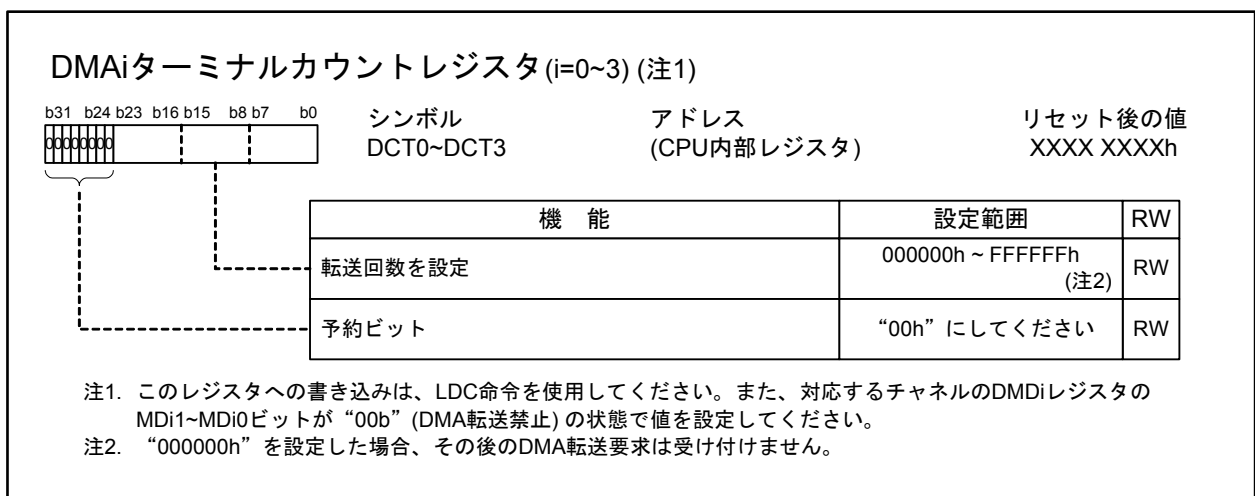 DMAiターミナルカウントレジスタ(i=0~3) (注1)
b31 b24 b23 b16 b15 b8 b7 b0
00000000
シンボル アドレス リセット後の値
DCT0~DCT3 (CPU内部レジスタ) XXXX XXXXh
機 能 設定範囲 RW
転送回数を設定 000000h ~ FFFFFFh (注2) RW
予約ビット “00h”にしてください RW
注1. このレジスタへの書き込みは、LDC命令を使用してください。また、対応するチャネルのDMDiレジスタの
MDi1~MDi0ビットが“00b”(DMA転送禁止) の状態で値を設定してください。
注2. “000000h”を設定した場合、その後のDMA転送要求は受け付けません。